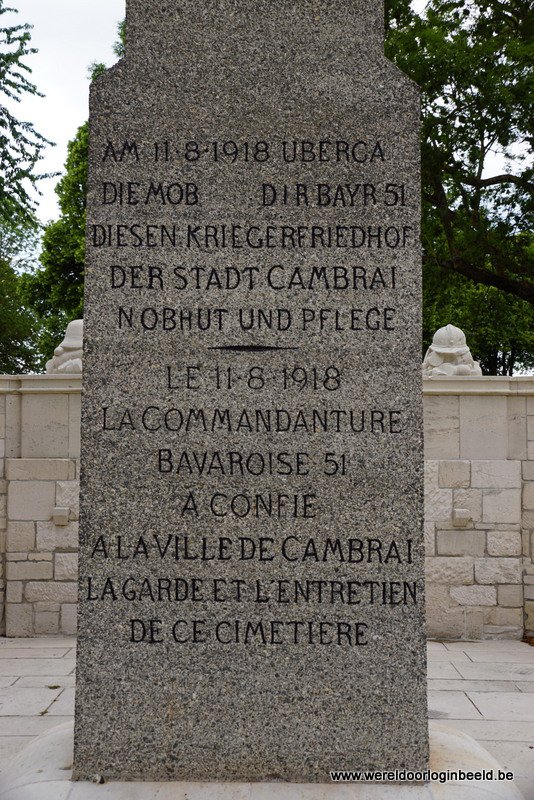 AM 11·8·1918 UBERGA
DIE MOB DIR BAYR 51
DIESEN KRIEGERFRIEDHOF
DER STADT CAMBRAI
N OBHUT UND PFLEGE
LE 11·8·1918
LA COMMANDANTURE
BAVAROISE 51
A CONFIE
A LA VILLE DE CAMBRAI
LA GARDE ET L'ENTRETIEN
DE CE CIMETIÈRE
www.wereldoorloginbeeld.be